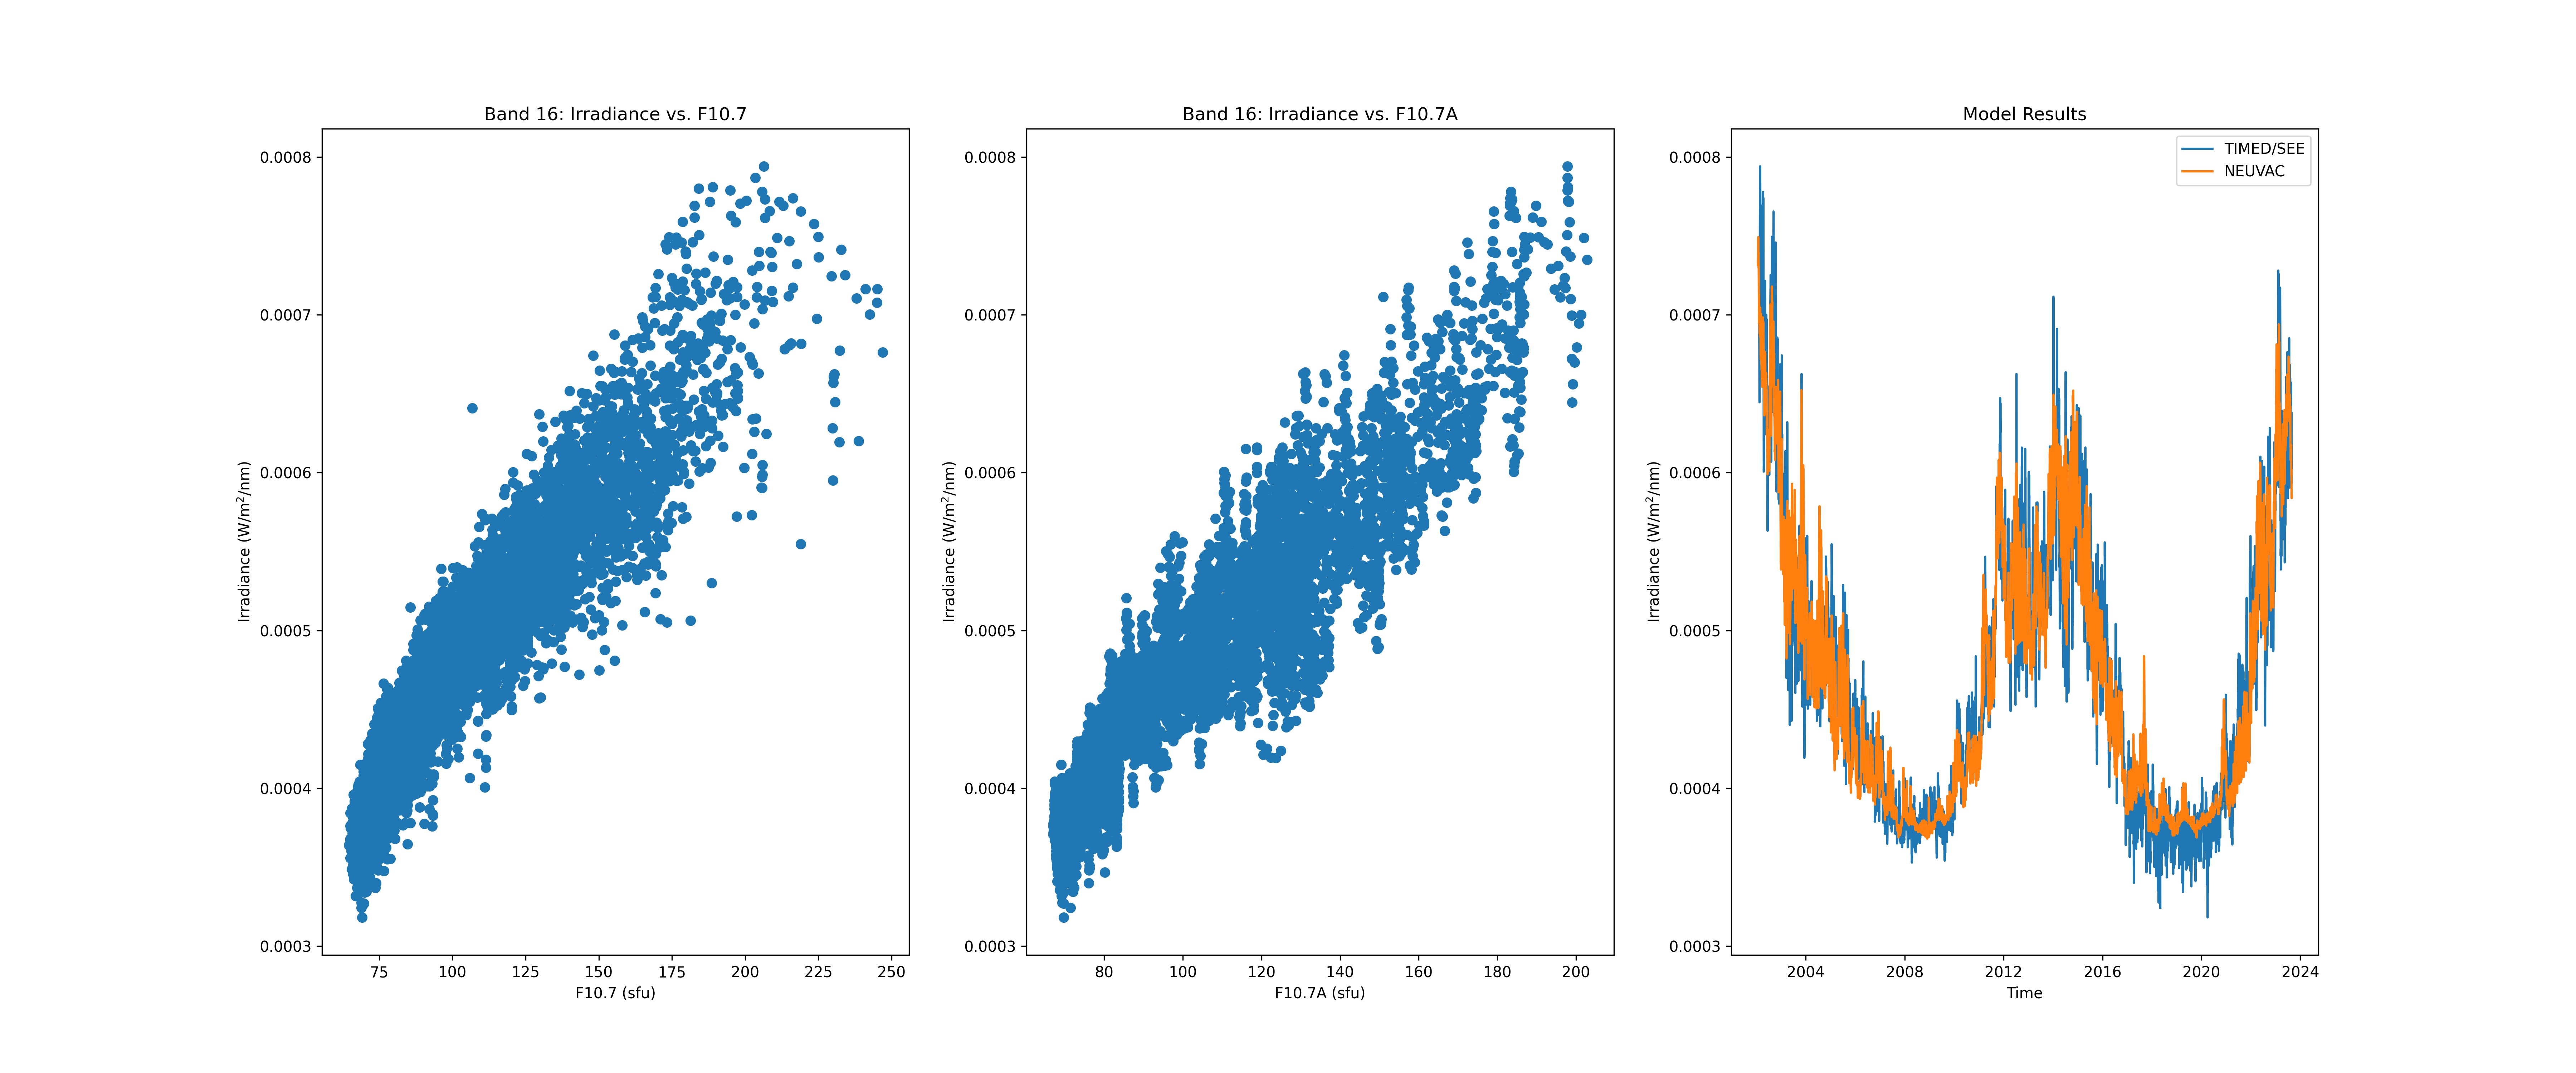 Band 16: Irradiance vs. F10.7
0.0008
0.0007
0.0006
0.0005
0.0004
0.0003
Irradiance (W/m²/nm)
75 100 125 150 175 200 225 250
F10.7 (sfu)
Band 16: Irradiance vs. F10.7A
0.0008
0.0007
0.0006
0.0005
0.0004
0.0003
Irradiance (W/m²/nm)
80 100 120 140 160 180 200
F10.7A (sfu)
Model Results
TIMED/SEE
NEUVAC
0.0008
0.0007
0.0006
0.0005
0.0004
0.0003
Irradiance (W/m²/nm)
2004 2008 2012 2016 2020 2024
Time